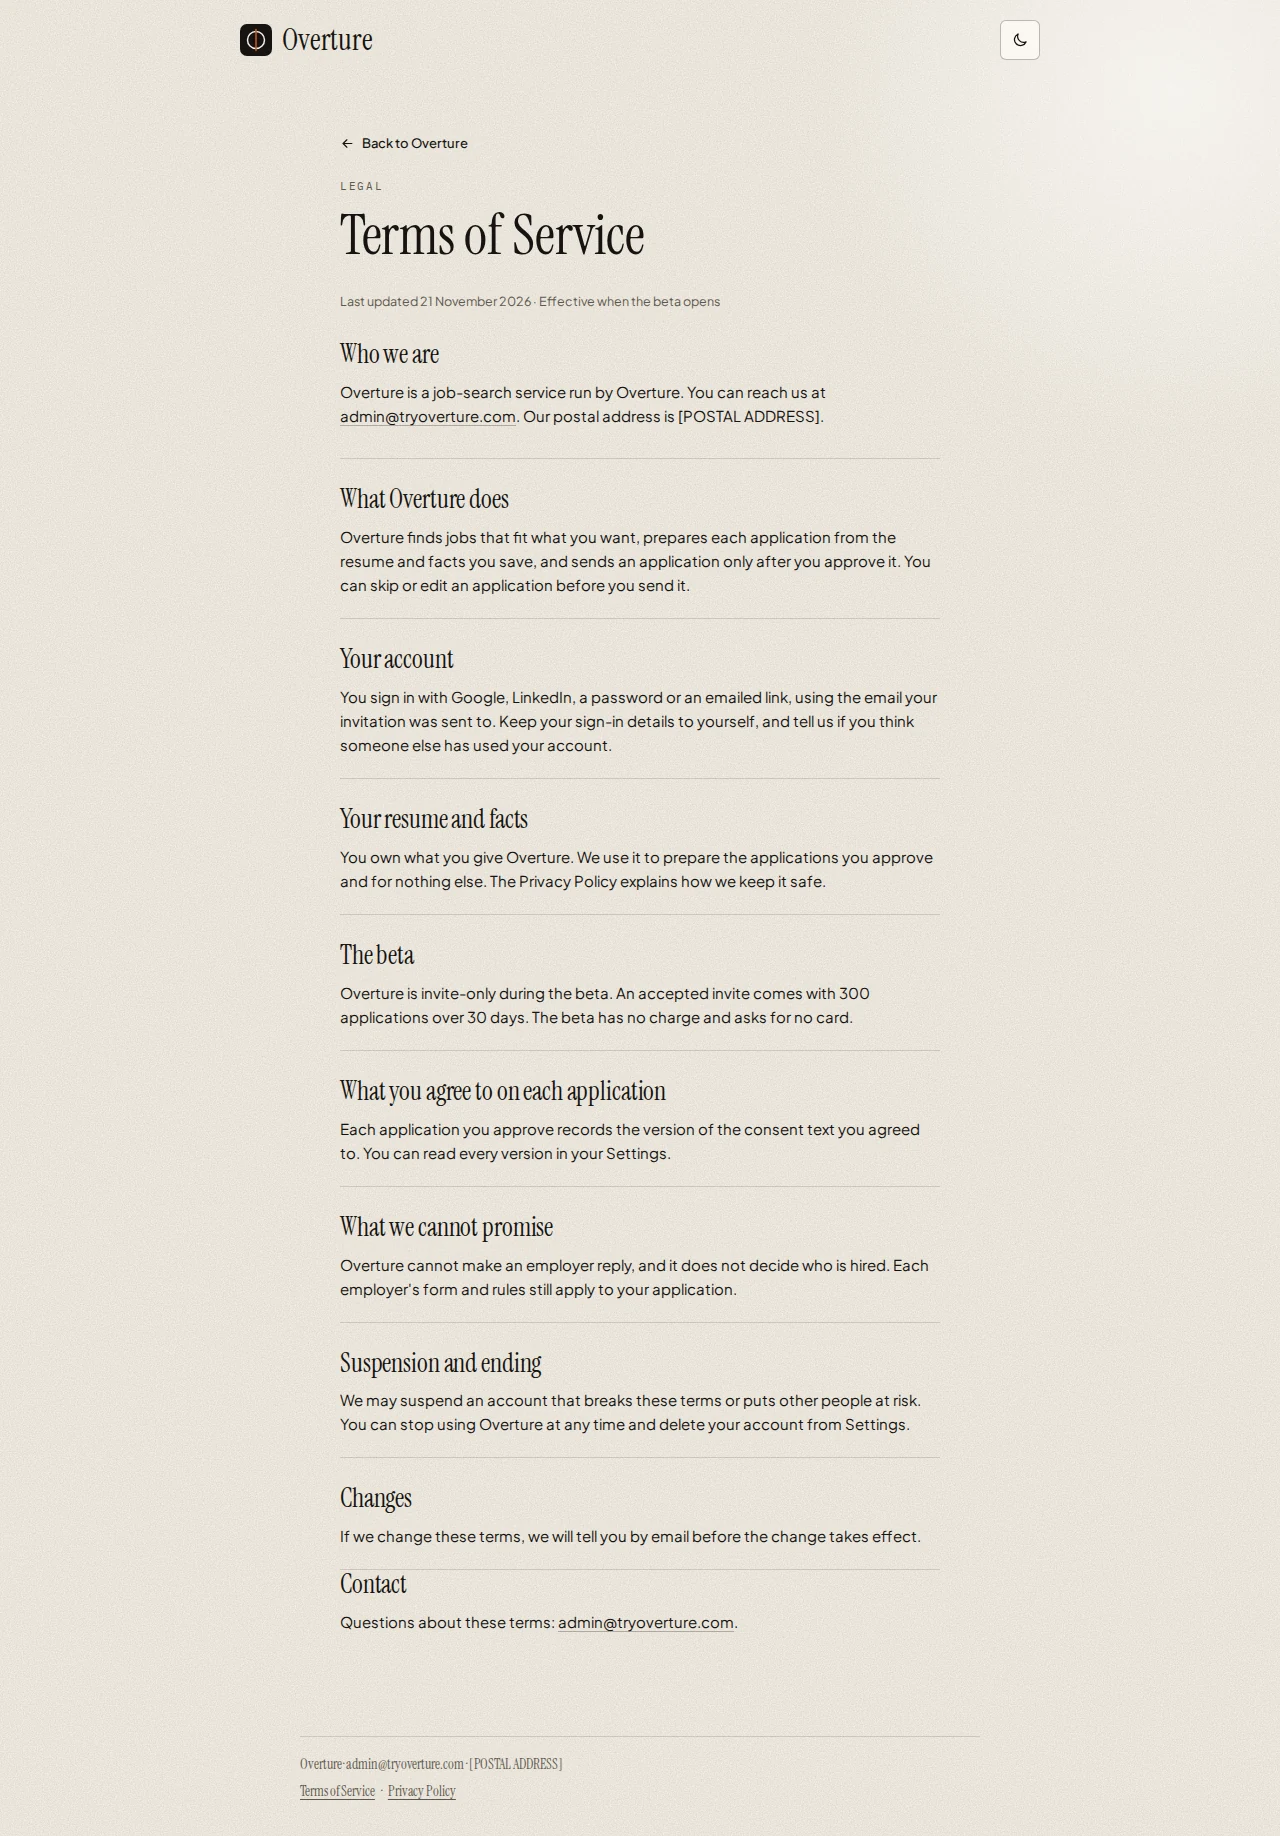 Overture
← Back to Overture
LEGAL
Terms of Service
Last updated 21 November 2026 · Effective when the beta opens
Who we are
Overture is a job-search service run by Overture. You can reach us at
admin@tryoverture.com. Our postal address is [POSTAL ADDRESS].
What Overture does
Overture finds jobs that fit what you want, prepares each application from the
resume and facts you save, and sends an application only after you approve it. You
can skip or edit an application before you send it.
Your account
You sign in with Google, LinkedIn, a password or an emailed link, using the email your
invitation was sent to. Keep your sign-in details to yourself, and tell us if you think
someone else has used your account.
Your resume and facts
You own what you give Overture. We use it to prepare the applications you approve
and for nothing else. The Privacy Policy explains how we keep it safe.
The beta
Overture is invite-only during the beta. An accepted invite comes with 300
applications over 30 days. The beta has no charge and asks for no card.
What you agree to on each application
Each application you approve records the version of the consent text you agreed
to. You can read every version in your Settings.
What we cannot promise
Overture cannot make an employer reply, and it does not decide who is hired. Each
employer's form and rules still apply to your application.
Suspension and ending
We may suspend an account that breaks these terms or puts other people at risk.
You can stop using Overture at any time and delete your account from Settings.
Changes
If we change these terms, we will tell you by email before the change takes effect.
Contact
Questions about these terms: admin@tryoverture.com.
Overture · admin@tryoverture.com · [POSTAL ADDRESS]
Terms of Service · Privacy Policy